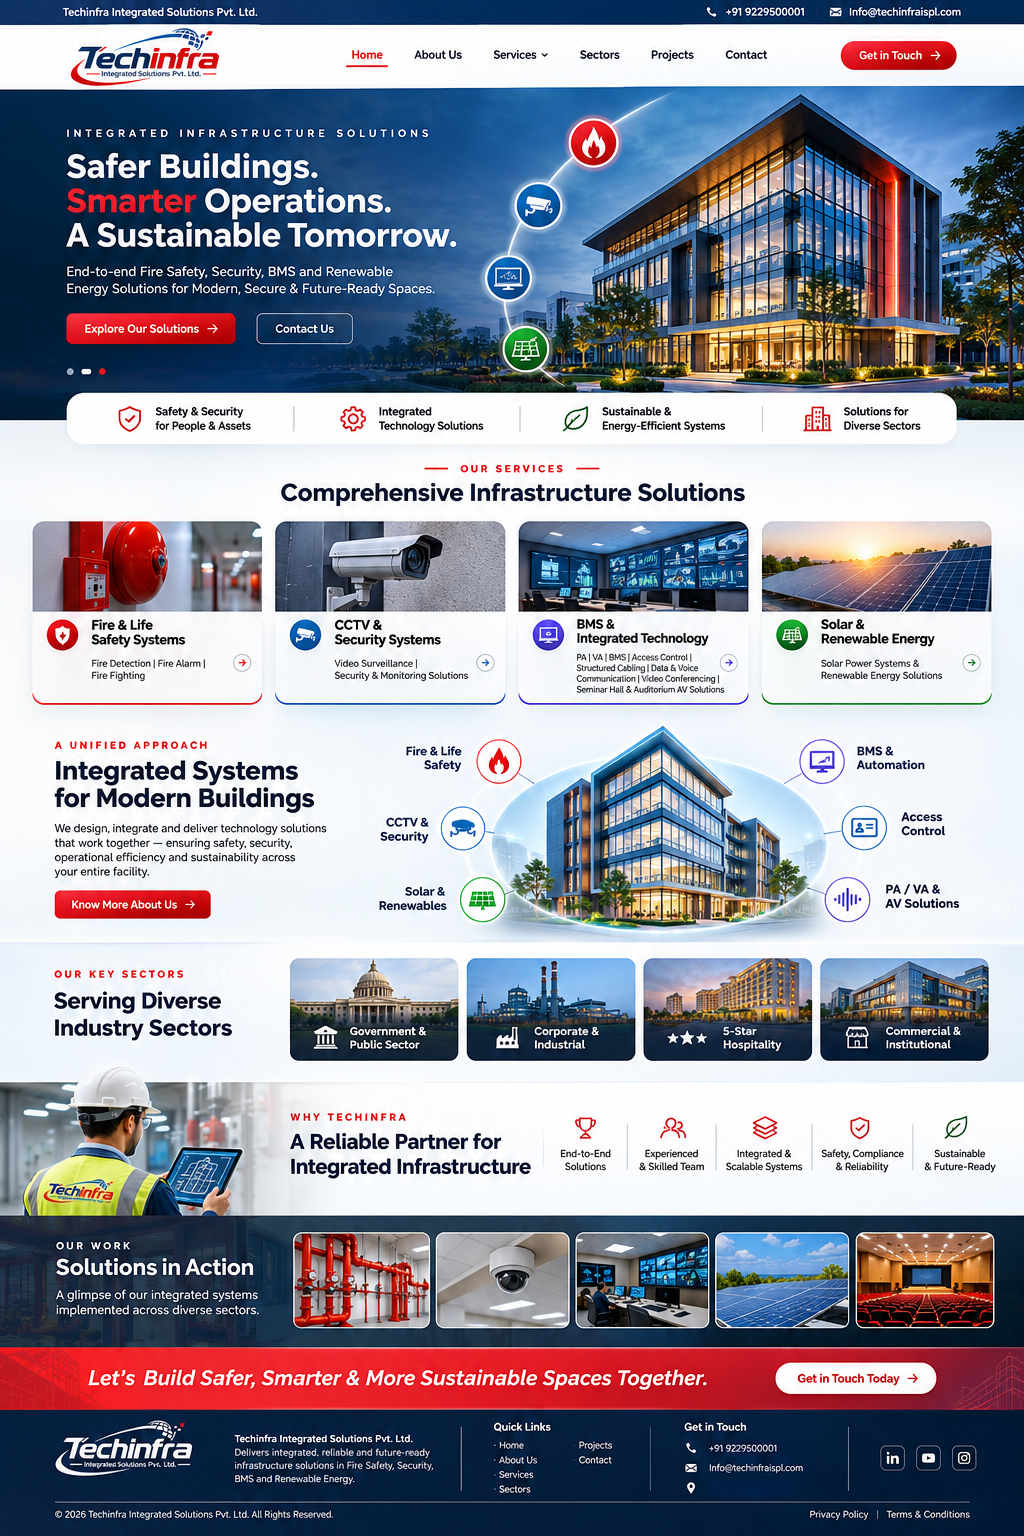 Techinfra Integrated Solutions Pvt. Ltd.
+91 9229500001
Info@techinfraispl.com
Techinfra
Integrated Solutions Pvt. Ltd.
Home
About Us
Services
Sectors
Projects
Contact
Get in Touch →
INTEGRATED INFRASTRUCTURE SOLUTIONS
Safer Buildings.
Smarter Operations.
A Sustainable Tomorrow.
End-to-end Fire Safety, Security, BMS and Renewable
Energy Solutions for Modern, Secure & Future-Ready Spaces.
Explore Our Solutions →
Contact Us
Safety & Security
for People & Assets
Integrated
Technology Solutions
Sustainable &
Energy-Efficient Systems
Solutions for
Diverse Sectors
OUR SERVICES
Comprehensive Infrastructure Solutions
Fire & Life
Safety Systems
Fire Detection | Fire Alarm |
Fire Fighting
CCTV &
Security Systems
Video Surveillance |
Security & Monitoring Solutions
BMS &
Integrated Technology
PA | VA | BMS | Access Control |
Structured Cabling | Data & Voice
Communication | Video Conferencing |
Seminar Hall & Auditorium AV Solutions
Solar &
Renewable Energy
Solar Power Systems &
Renewable Energy Solutions
A UNIFIED APPROACH
Integrated Systems
for Modern Buildings
We design, integrate and deliver technology solutions
that work together — ensuring safety, security,
operational efficiency and sustainability across
your entire facility.
Know More About Us →
Fire & Life
Safety
CCTV &
Security
Solar &
Renewables
BMS &
Automation
Access
Control
PA / VA &
AV Solutions
OUR KEY SECTORS
Serving Diverse
Industry Sectors
Government &
Public Sector
Corporate &
Industrial
5-Star
Hospitality
Commercial &
Institutional
Techinfra
WHY TECHINFRA
A Reliable Partner for
Integrated Infrastructure
End-to-End
Solutions
Experienced
& Skilled Team
Integrated &
Scalable Systems
Safety, Compliance
& Reliability
Sustainable
& Future-Ready
OUR WORK
Solutions in Action
A glimpse of our integrated systems
implemented across diverse sectors.
Let's Build Safer, Smarter & More Sustainable Spaces Together.
Get in Touch Today →
Techinfra
Integrated Solutions Pvt. Ltd.
Techinfra Integrated Solutions Pvt. Ltd.
Delivers integrated, reliable and future-ready
infrastructure solutions in Fire Safety, Security,
BMS and Renewable Energy.
Quick Links
· Home
· About Us
· Services
· Sectors
Projects
Contact
Get in Touch
+91 9229500001
Info@techinfraispl.com
in
© 2026 Techinfra Integrated Solutions Pvt. Ltd. All Rights Reserved.
Privacy Policy | Terms & Conditions